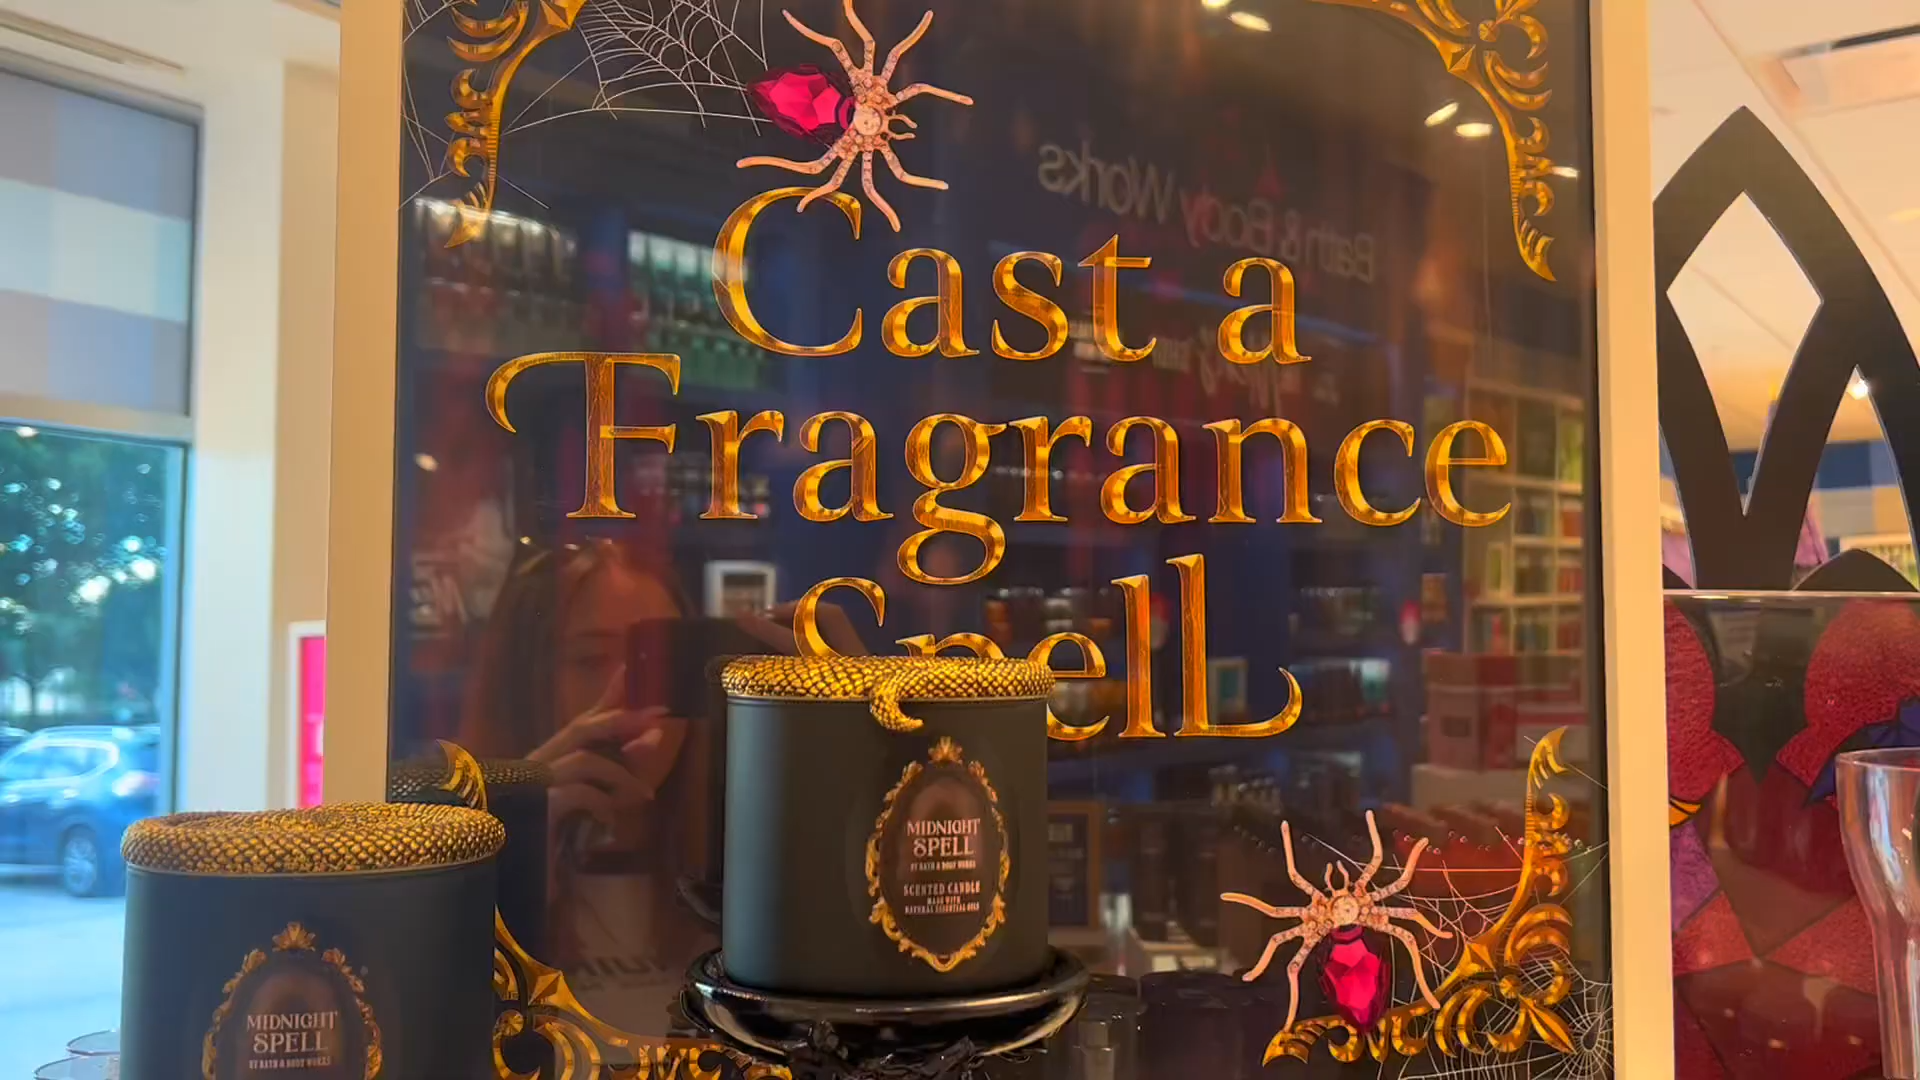 Bath & Body Works
Cast a
Fragrance
Spell
MIDNIGHT
SPELL
BY BATH & BODY WORKS
SCENTED CANDLE
MADE WITH
NATURAL ESSENTIAL OILS
MIDNIGHT
SPELL
BY BATH & BODY WORKS